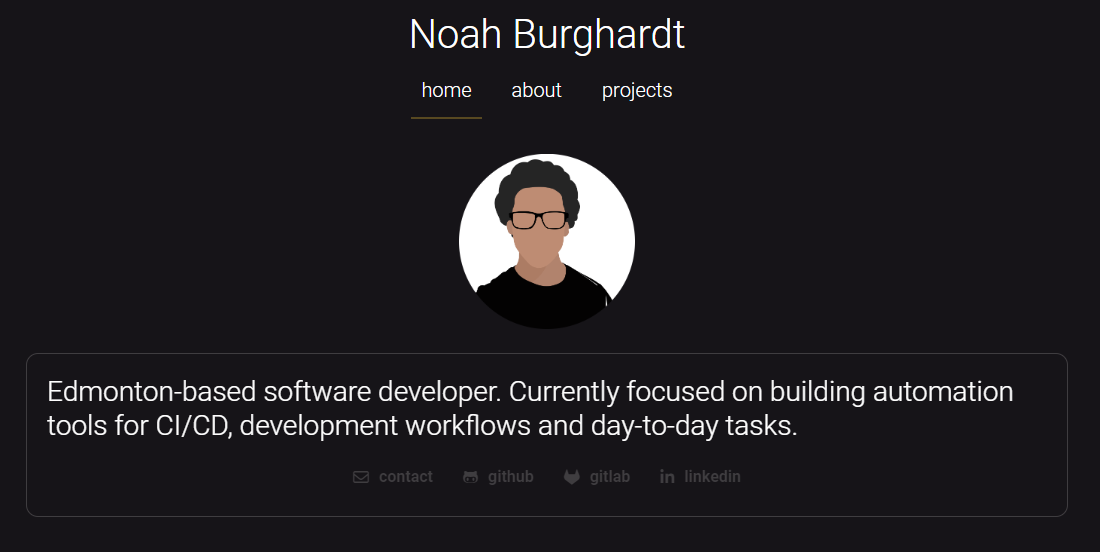 Noah Burghardt
home about projects
Edmonton-based software developer. Currently focused on building automation
tools for CI/CD, development workflows and day-to-day tasks.
contact github gitlab linkedin